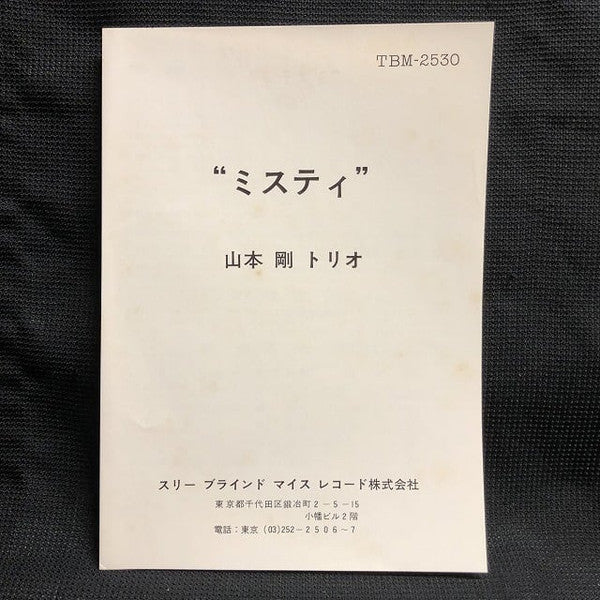 TBM-2530
“ミスティ”
山本 剛 トリオ
スリー ブラインド マイス レコード株式会社
東京都千代田区鍛冶町2-5-15
小幡ビル2階
電話：東京 (03)252-2506~7